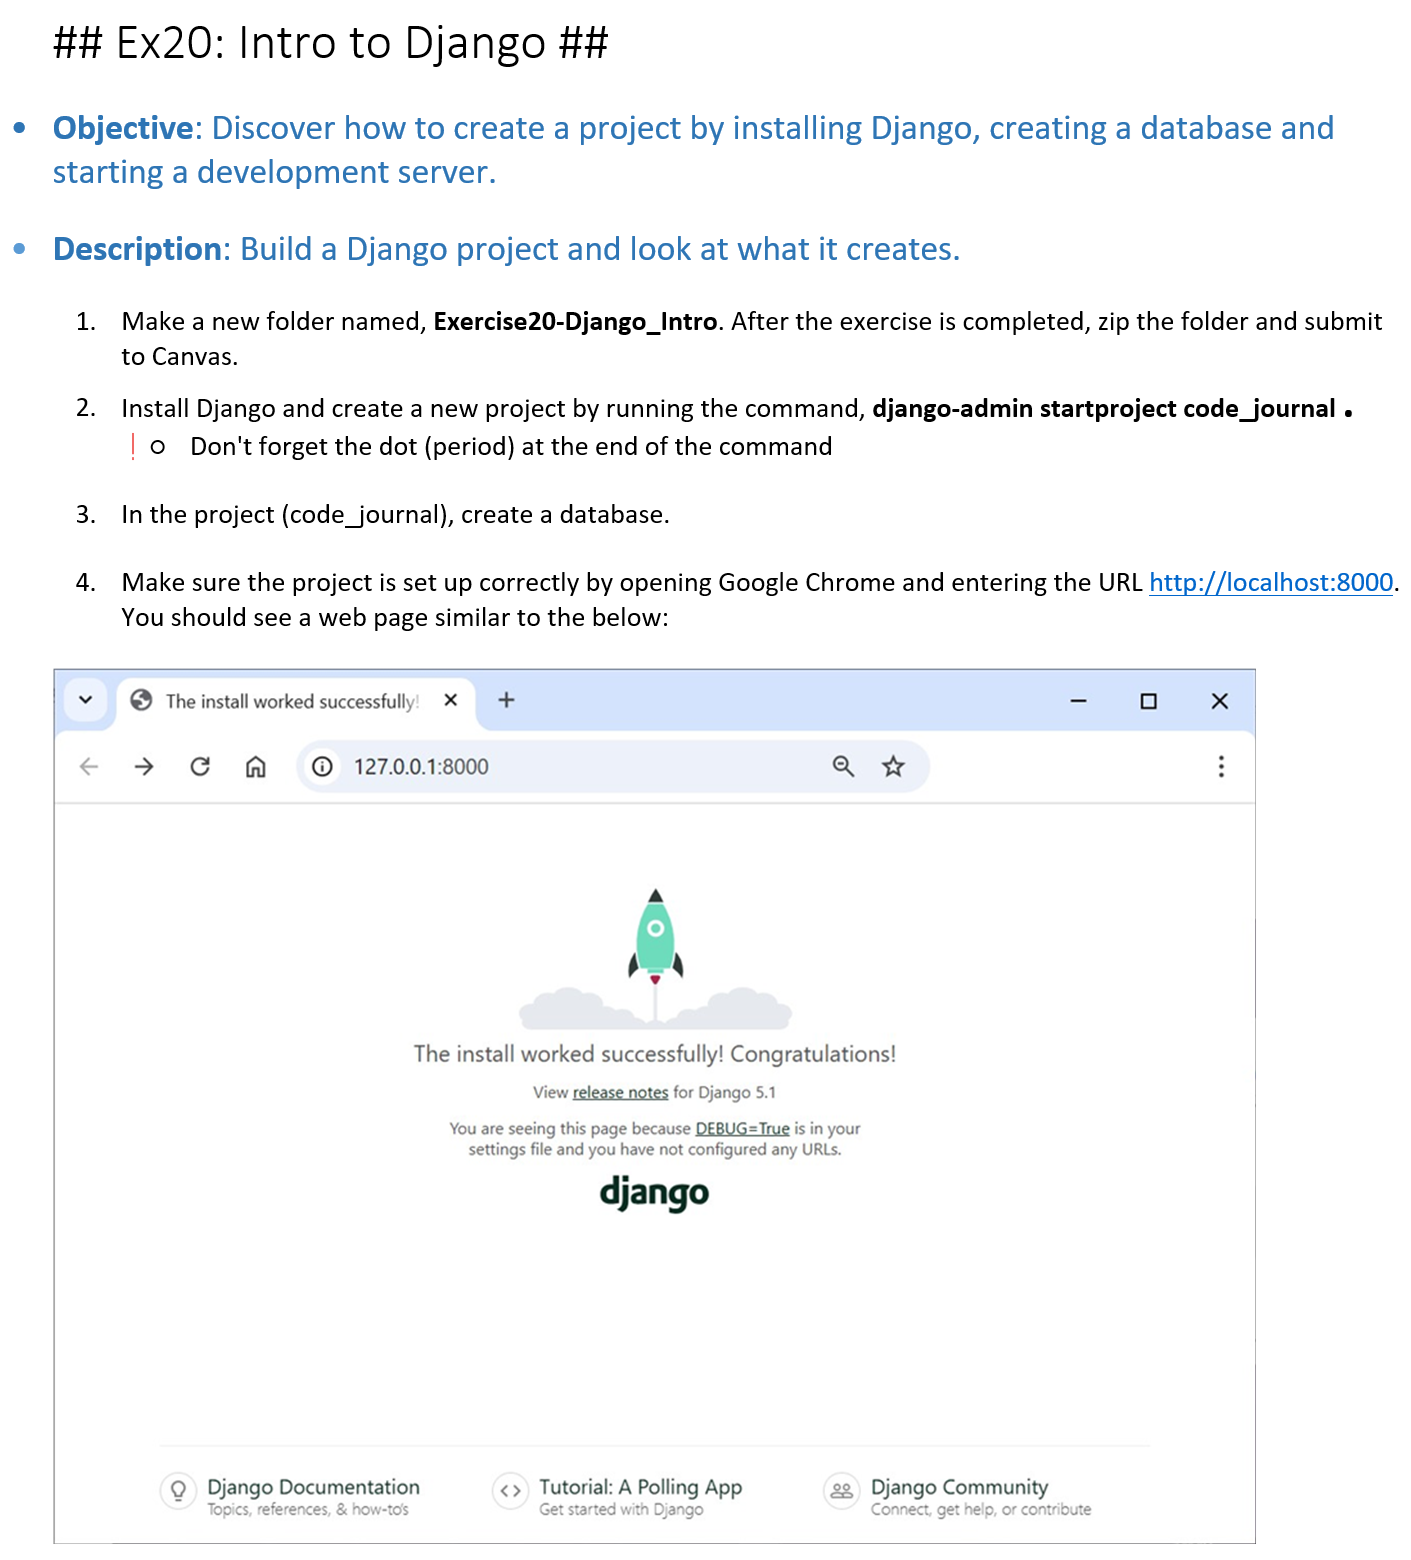 ## Ex20: Intro to Django ##
• Objective: Discover how to create a project by installing Django, creating a database and
starting a development server.
• Description: Build a Django project and look at what it creates.
1. Make a new folder named, Exercise20-Django_Intro. After the exercise is completed, zip the folder and submit
to Canvas.
2. Install Django and create a new project by running the command, django-admin startproject code_journal .
o Don't forget the dot (period) at the end of the command
3. In the project (code_journal), create a database.
4. Make sure the project is set up correctly by opening Google Chrome and entering the URL http://localhost:8000.
You should see a web page similar to the below:
The install worked successfully!
127.0.0.1:8000
The install worked successfully! Congratulations!
View release notes for Django 5.1
You are seeing this page because DEBUG=True is in your
settings file and you have not configured any URLs.
django
Django Documentation
Topics, references, & how-to's
Tutorial: A Polling App
Get started with Django
Django Community
Connect, get help, or contribute